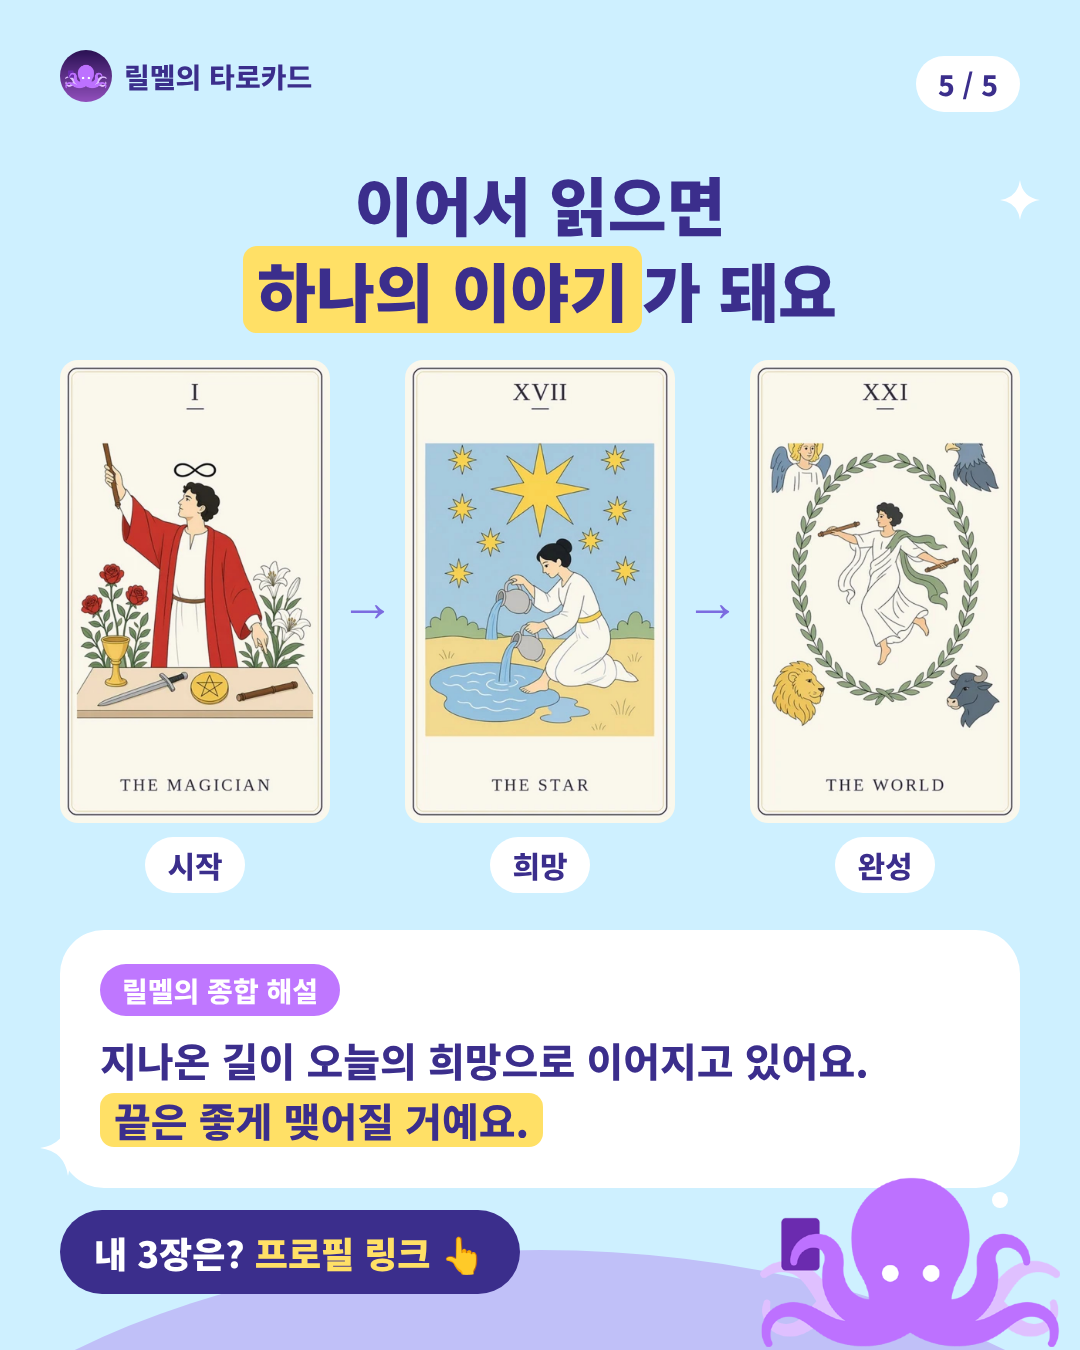 릴멜의 타로카드
5 / 5
이어서 읽으면
하나의 이야기가 돼요
I
THE MAGICIAN
XVII
THE STAR
XXI
THE WORLD
→
→
시작
희망
완성
릴멜의 종합 해설
지나온 길이 오늘의 희망으로 이어지고 있어요.
끝은 좋게 맺어질 거예요.
내 3장은? 프로필 링크 👆